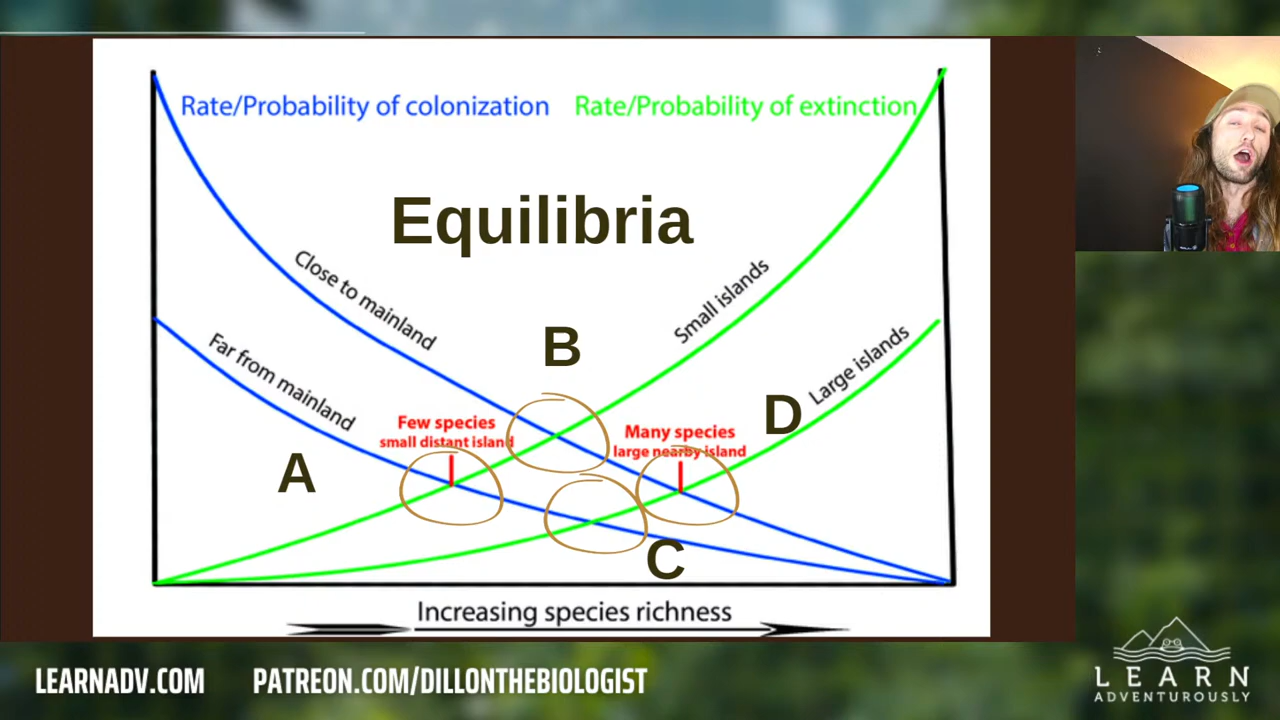 Rate/Probability of colonization
Rate/Probability of extinction
Equilibria
Close to mainland
Small islands
Far from mainland
Large islands
B
D
Few species
small distant island
Many species
large nearby island
A
C
Increasing species richness
LEARNADV.COM
PATREON.COM/DILLONTHEBIOLOGIST
LEARN
ADVENTUROUSLY